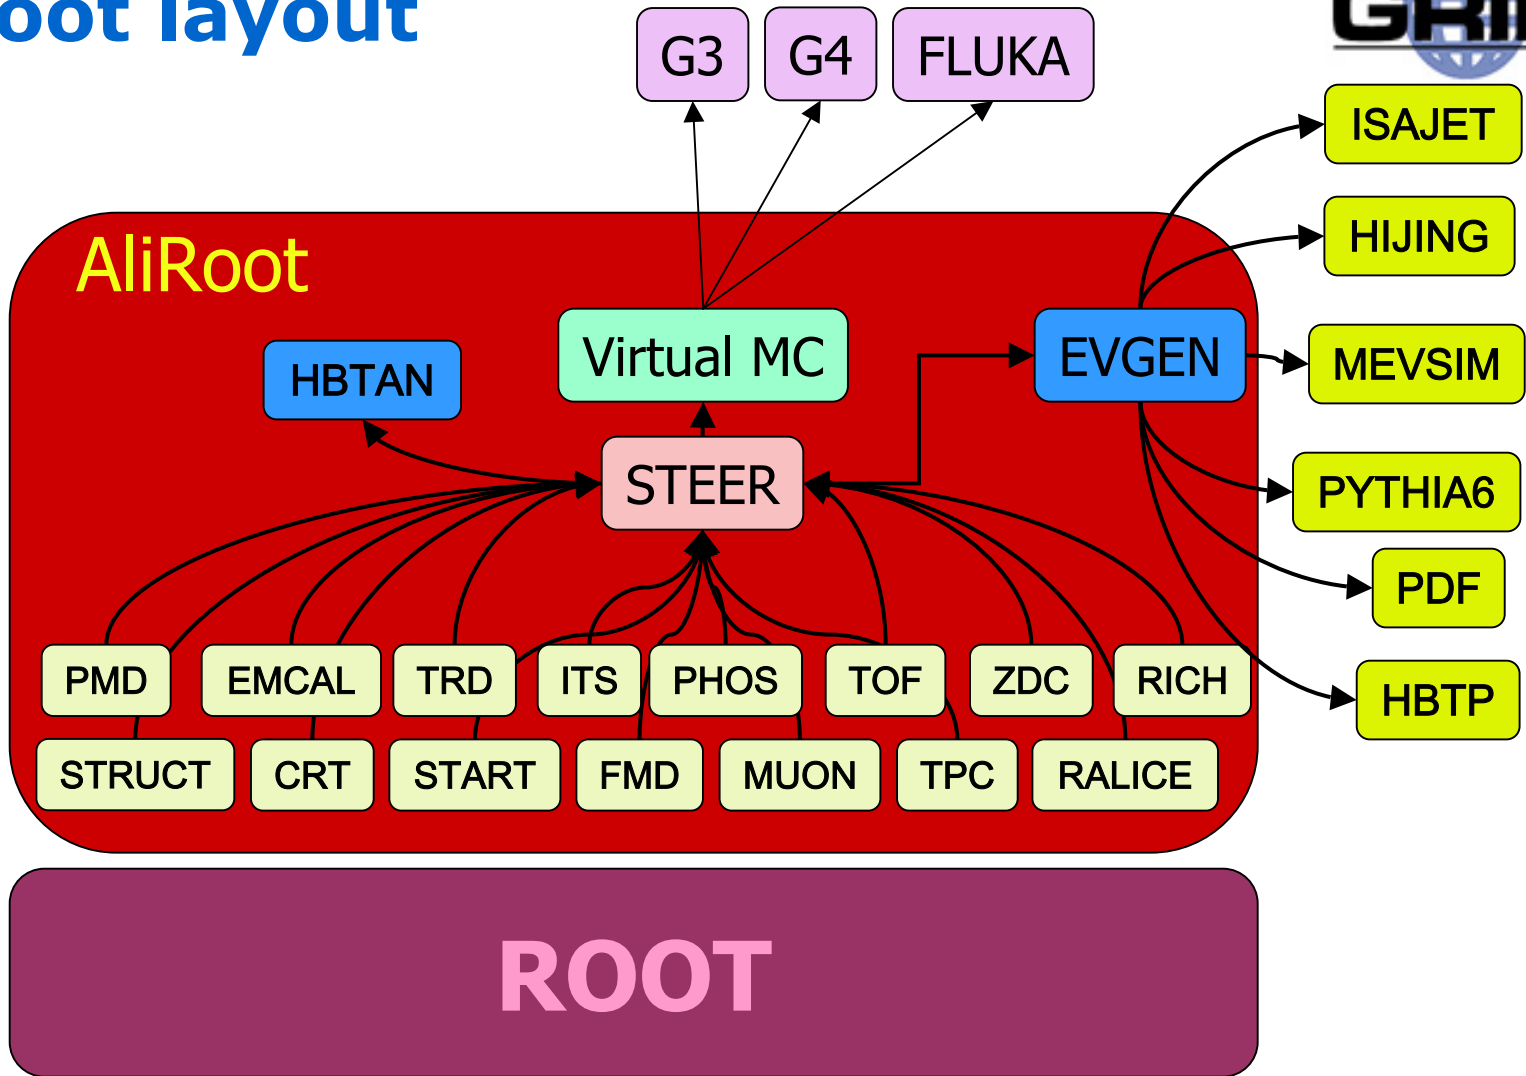 oot layout
GRI
G3
G4
FLUKA
ISAJET
HIJING
AliRoot
Virtual MC
EVGEN
MEVSIM
HBTAN
STEER
PYTHIA6
PDF
PMD
EMCAL
TRD
ITS
PHOS
TOF
ZDC
RICH
HBTP
STRUCT
CRT
START
FMD
MUON
TPC
RALICE
ROOT